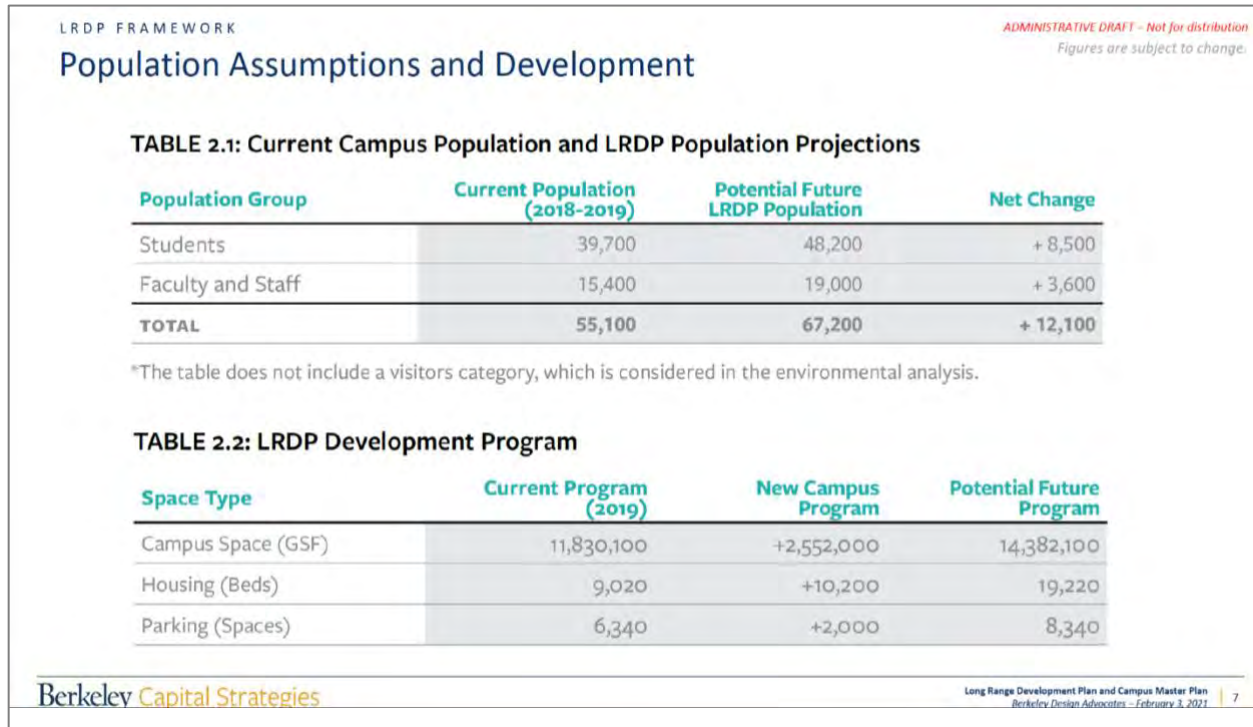 LRDP FRAMEWORK
ADMINISTRATIVE DRAFT – Not for distribution
Figures are subject to change.
Population Assumptions and Development
TABLE 2.1: Current Campus Population and LRDP Population Projections
Population Group Current Population (2018-2019) Potential Future LRDP Population Net Change
Students 39,700 48,200 + 8,500
Faculty and Staff 15,400 19,000 + 3,600
TOTAL 55,100 67,200 + 12,100
*The table does not include a visitors category, which is considered in the environmental analysis.
TABLE 2.2: LRDP Development Program
Space Type Current Program (2019) New Campus Program Potential Future Program
Campus Space (GSF) 11,830,100 +2,552,000 14,382,100
Housing (Beds) 9,020 +10,200 19,220
Parking (Spaces) 6,340 +2,000 8,340
Berkeley Capital Strategies
Long Range Development Plan and Campus Master Plan
Berkeley Design Advocates – February 3, 2021
7